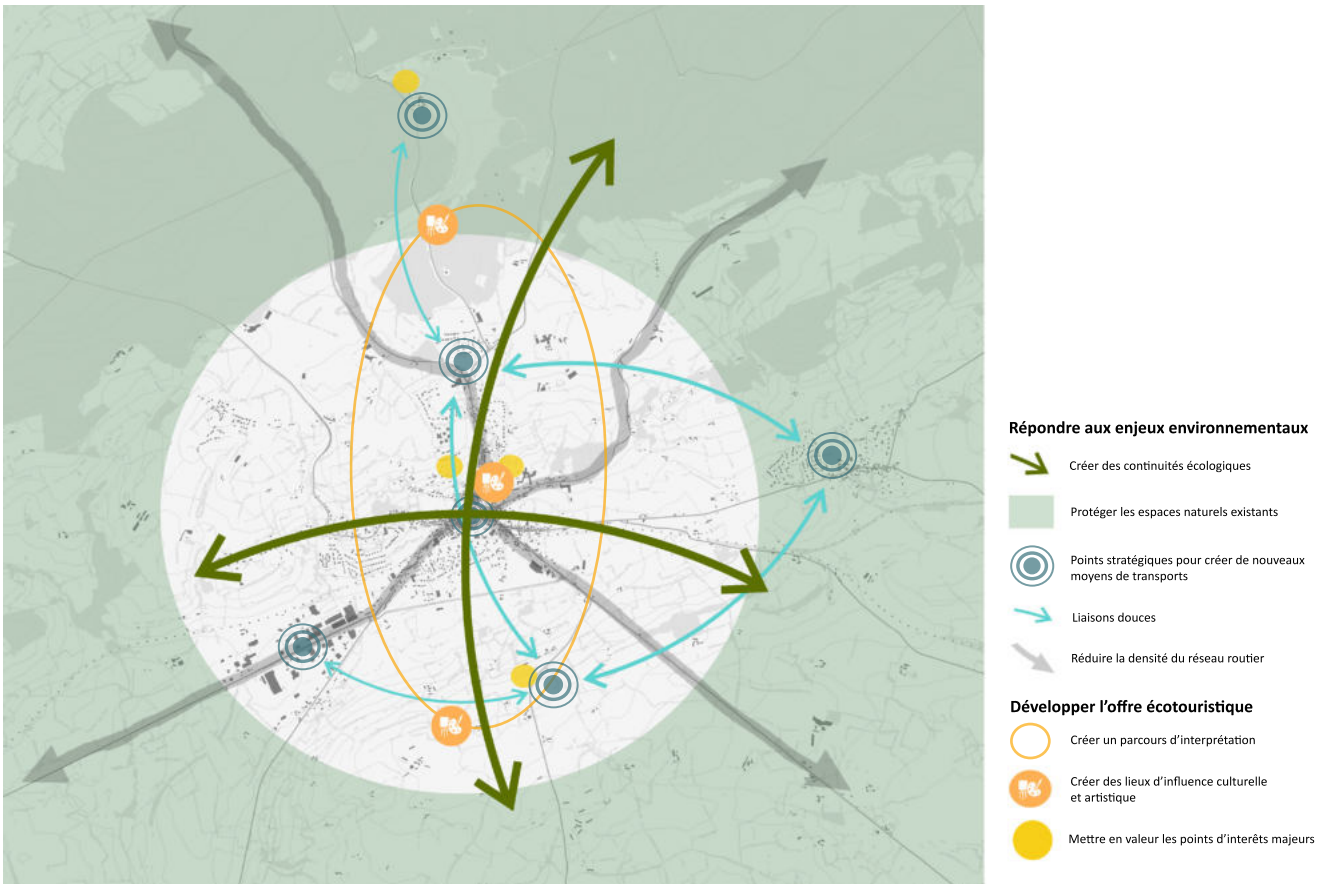 Répondre aux enjeux environnementaux
Créer des continuités écologiques
Protéger les espaces naturels existants
Points stratégiques pour créer de nouveaux
moyens de transports
Liaisons douces
Réduire la densité du réseau routier
Développer l'offre écotouristique
Créer un parcours d'interprétation
Créer des lieux d'influence culturelle
et artistique
Mettre en valeur les points d'interêts majeurs